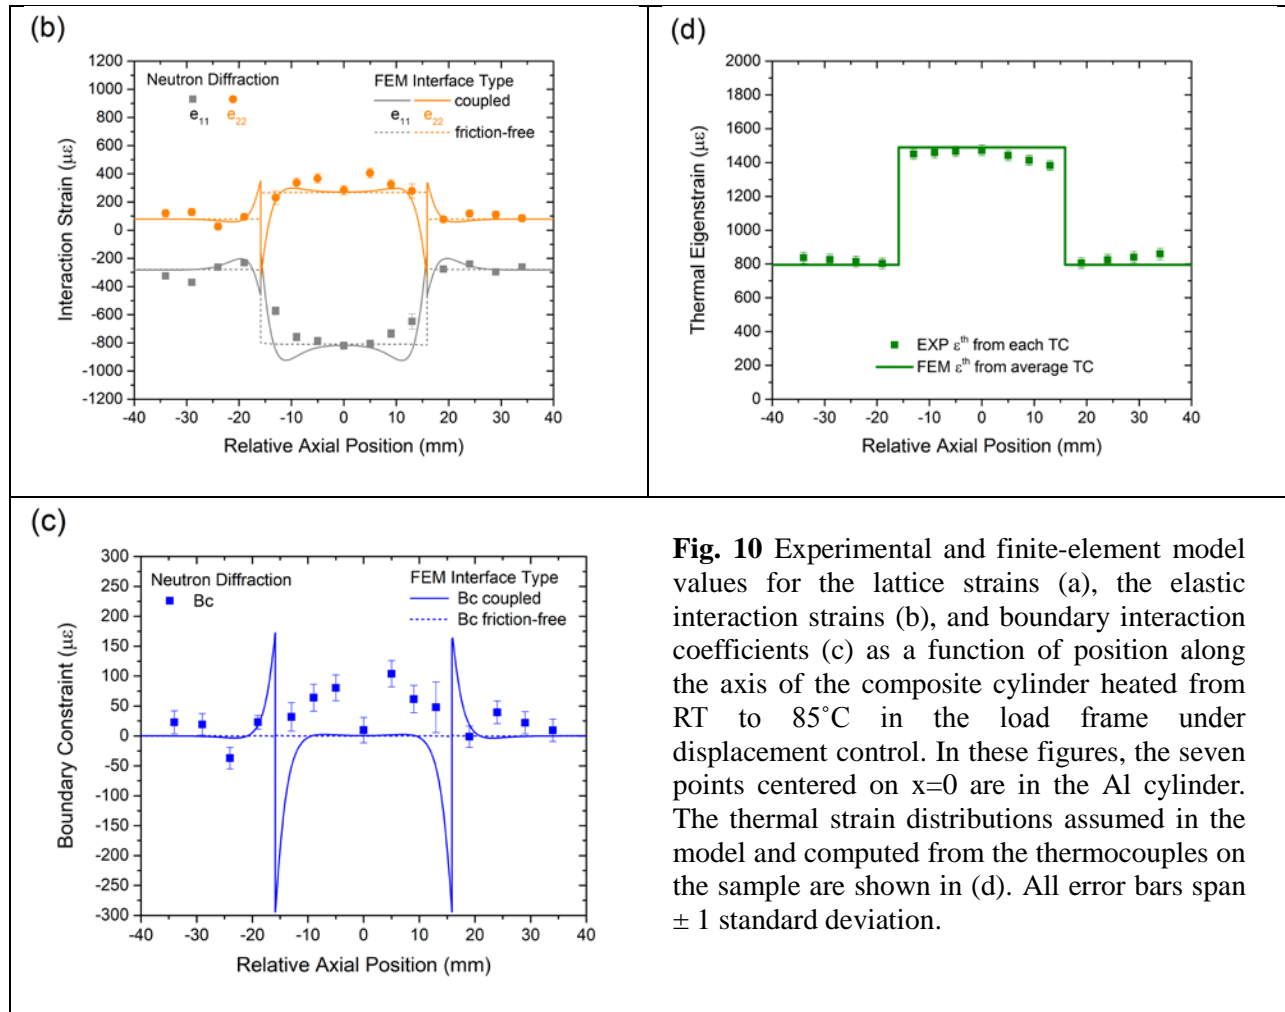 (b)
1200
1000
800
600
400
200
0
-200
-400
-600
-800
-1000
-1200
Interaction Strain (με)
Neutron Diffraction
e11 e22
FEM Interface Type
coupled
e11 e22
friction-free
-40 -30 -20 -10 0 10 20 30 40
Relative Axial Position (mm)
(d)
2000
1800
1600
1400
1200
1000
800
600
400
200
0
Thermal Eigenstrain (με)
EXP ε^th from each TC
FEM ε^th from average TC
-40 -30 -20 -10 0 10 20 30 40
Relative Axial Position (mm)
(c)
300
250
200
150
100
50
0
-50
-100
-150
-200
-250
-300
Boundary Constraint (με)
Neutron Diffraction
Bc
FEM Interface Type
Bc coupled
Bc friction-free
-40 -30 -20 -10 0 10 20 30 40
Relative Axial Position (mm)
Fig. 10 Experimental and finite-element model
values for the lattice strains (a), the elastic
interaction strains (b), and boundary interaction
coefficients (c) as a function of position along
the axis of the composite cylinder heated from
RT to 85˚C in the load frame under
displacement control. In these figures, the seven
points centered on x=0 are in the Al cylinder.
The thermal strain distributions assumed in the
model and computed from the thermocouples on
the sample are shown in (d). All error bars span
± 1 standard deviation.